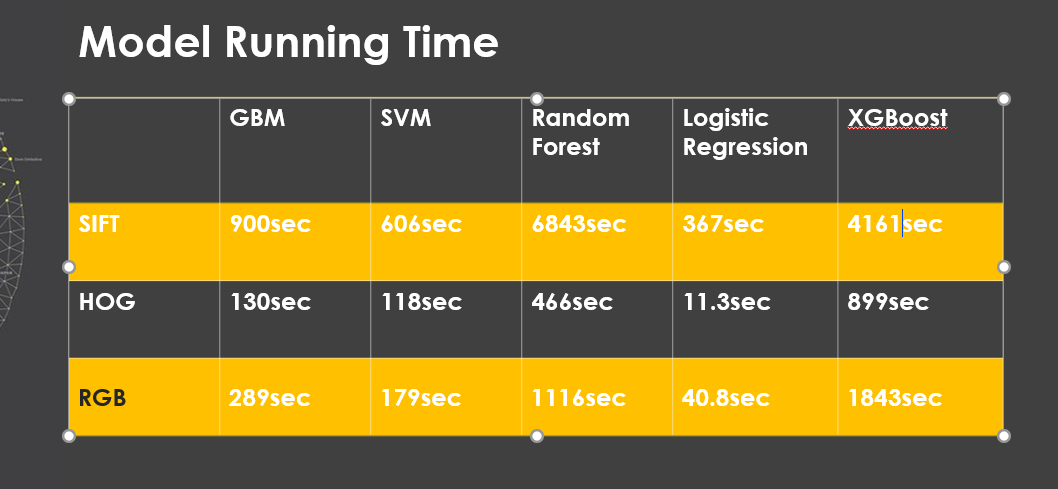 Model Running Time
GBM SVM Random Forest Logistic Regression XGBoost
SIFT 900sec 606sec 6843sec 367sec 4161sec
HOG 130sec 118sec 466sec 11.3sec 899sec
RGB 289sec 179sec 1116sec 40.8sec 1843sec